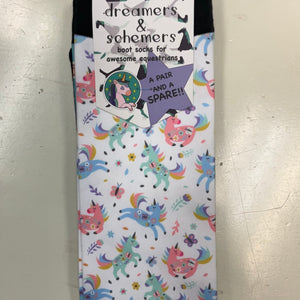 dreamers
&
schemers
boot socks for
awesome equestrians
A PAIR
AND A
SPARE!!